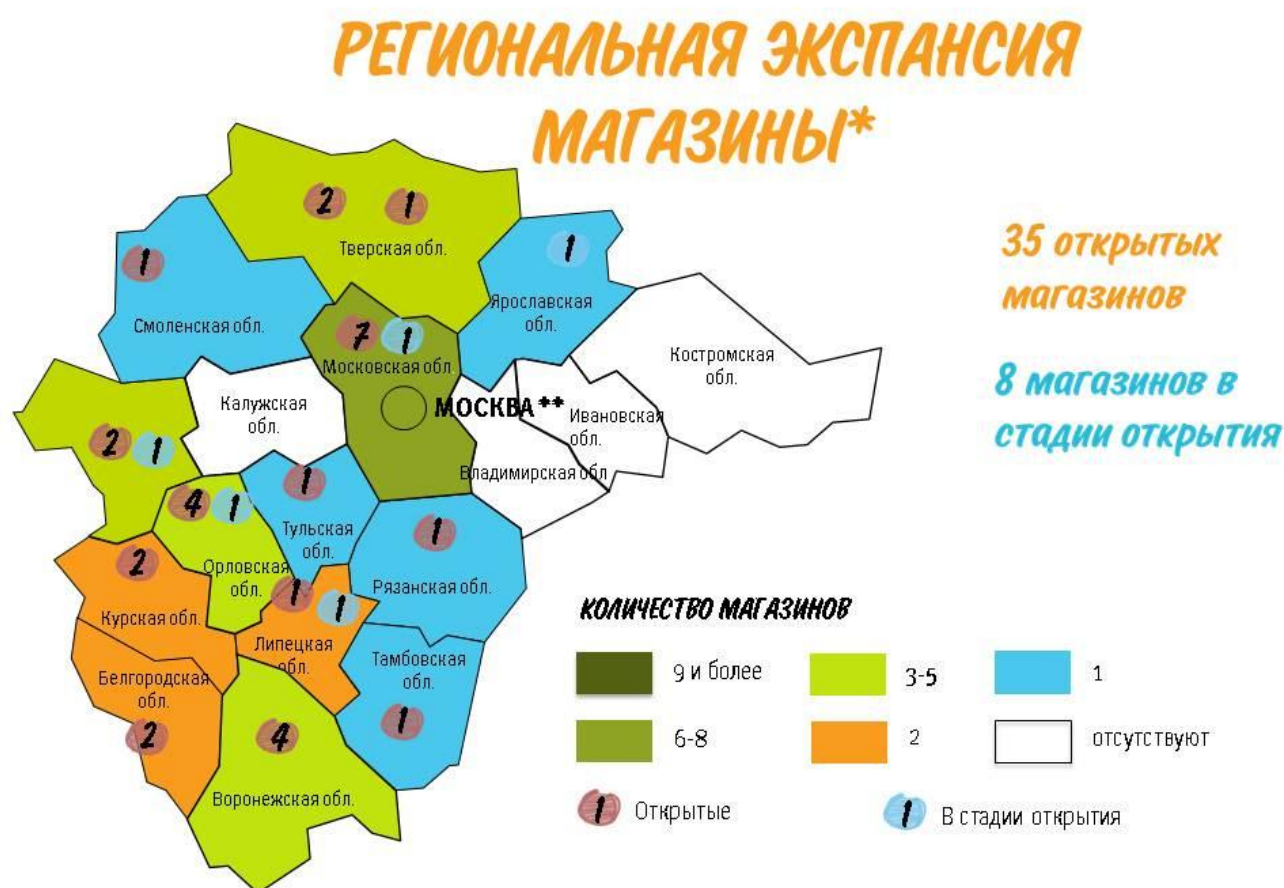 РЕГИОНАЛЬНАЯ ЭКСПАНСИЯ
МАГАЗИНЫ*
2
1
Тверская обл.
1
Смоленская обл.
1
Ярославская
обл.
7
1
Московская обл.
МОСКВА**
Костромская
обл.
Ивановская
обл.
Владимирская обл
Калужская
обл.
2
1
4
1
Орловская
обл.
1
Тульская
обл.
1
Рязанская обл.
2
Курская обл.
1
1
Липецкая
обл.
Тамбовская
обл.
1
Белгородская
обл.
2
4
Воронежская обл.
35 открытых
магазинов
8 магазинов в
стадии открытия
КОЛИЧЕСТВО МАГАЗИНОВ
9 и более
3-5
1
6-8
2
отсутствуют
1 Открытые
1 В стадии открытия